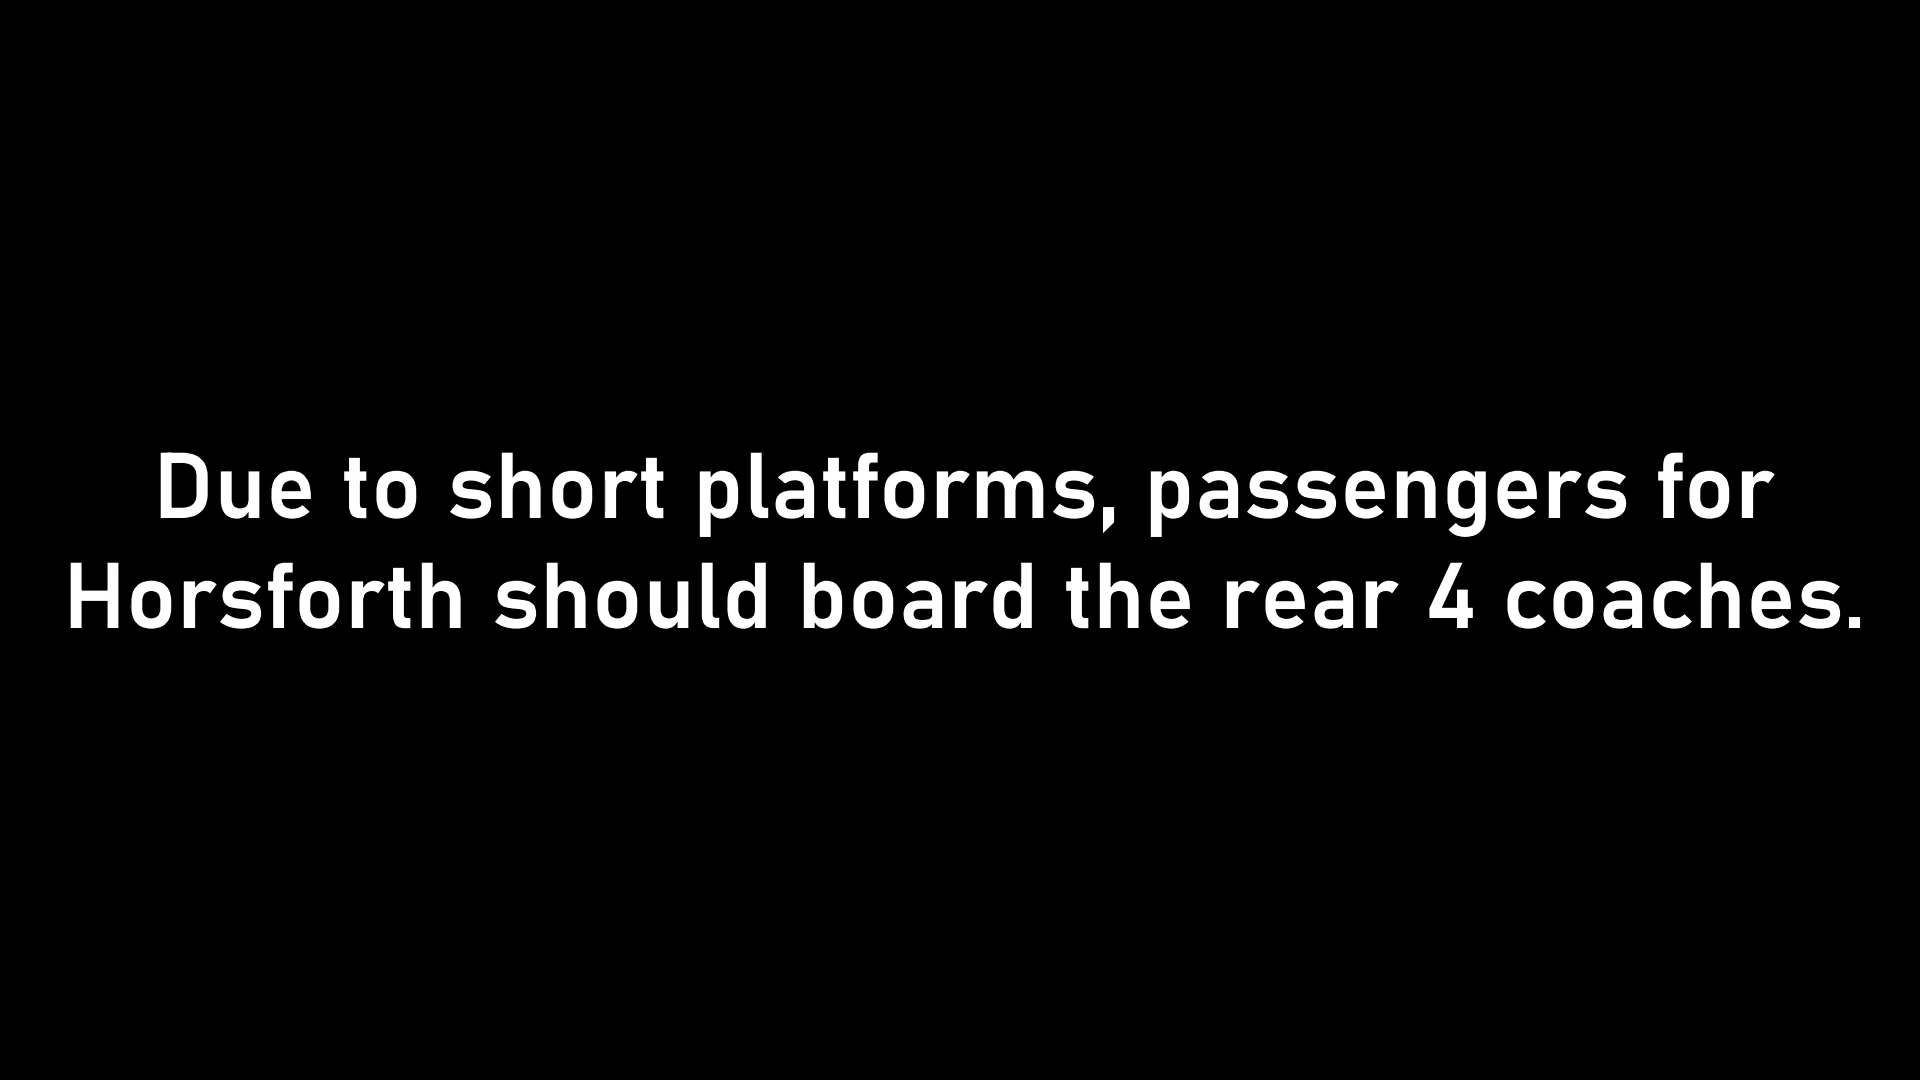 Due to short platforms, passengers for
Horsforth should board the rear 4 coaches.